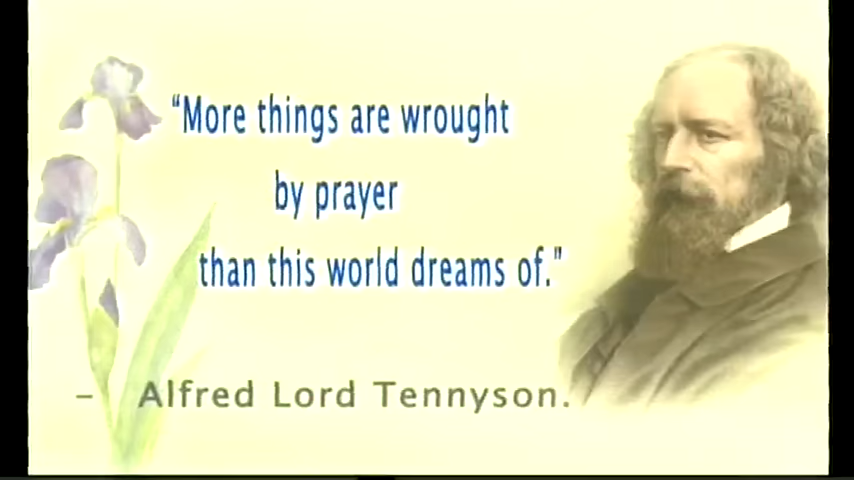 “More things are wrought
by prayer
than this world dreams of.”
– Alfred Lord Tennyson.